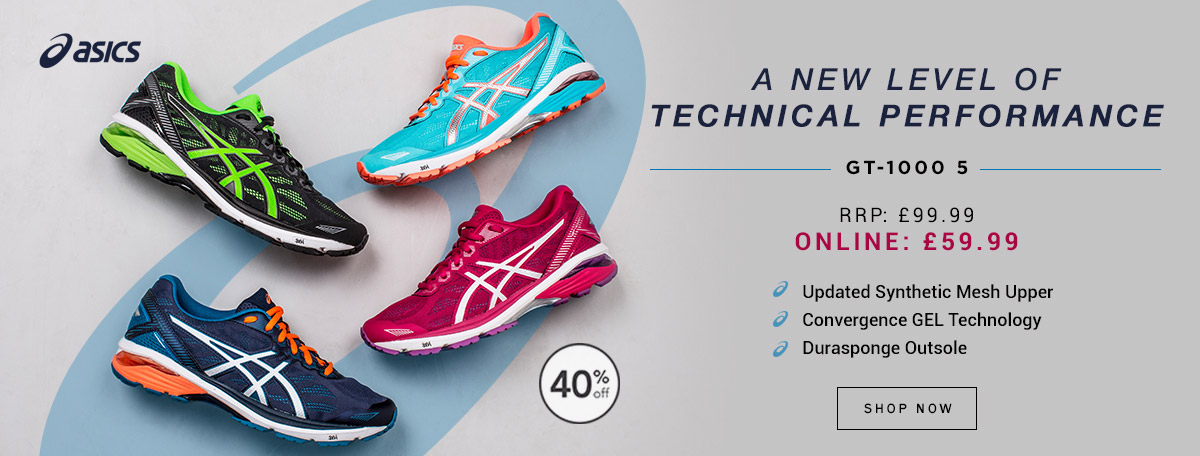 asics
A NEW LEVEL OF
TECHNICAL PERFORMANCE
GT-1000 5
RRP: £99.99
ONLINE: £59.99
Updated Synthetic Mesh Upper
Convergence GEL Technology
Durasponge Outsole
40% off
SHOP NOW